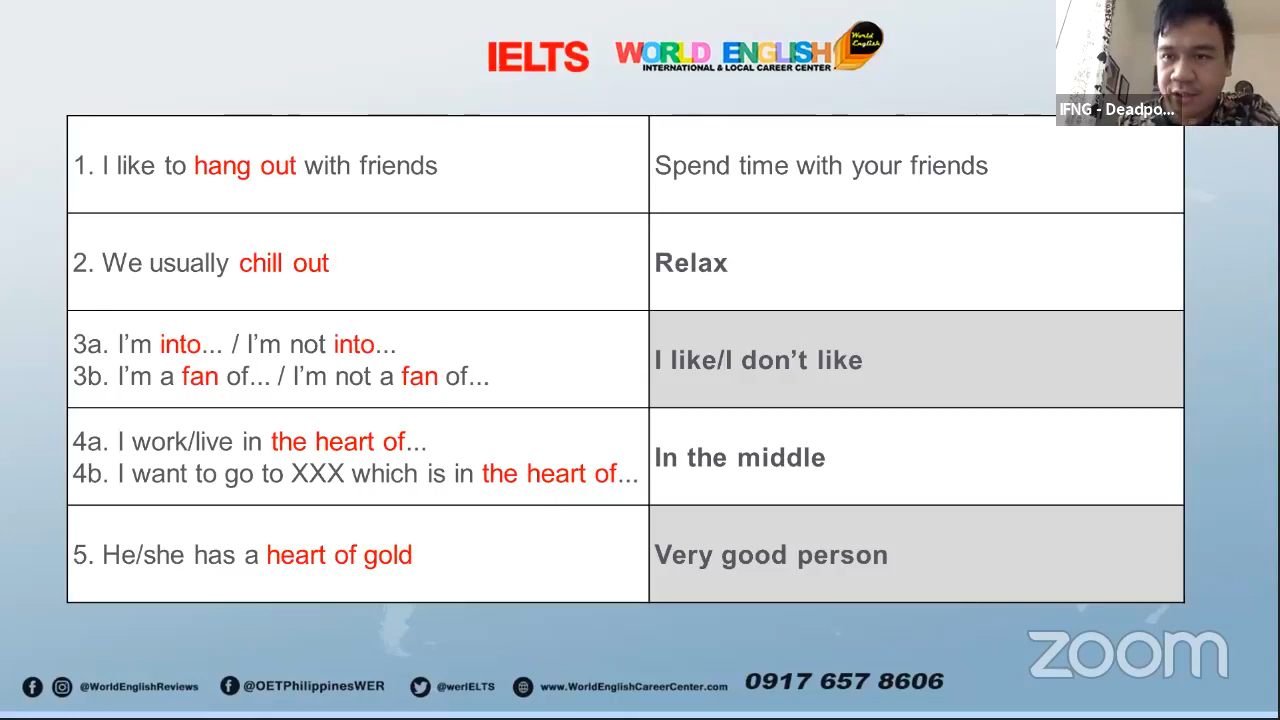 IELTS WORLD ENGLISH World English
INTERNATIONAL & LOCAL CAREER CENTER
IFNG - Deadpo...
1. I like to hang out with friends
Spend time with your friends
2. We usually chill out
Relax
3a. I'm into... / I'm not into...
3b. I'm a fan of... / I'm not a fan of...
I like/I don't like
4a. I work/live in the heart of...
4b. I want to go to XXX which is in the heart of...
In the middle
5. He/she has a heart of gold
Very good person
zoom
@WorldEnglishReviews @OETPhilippinesWER @werIELTS www.WorldEnglishCareerCenter.com 0917 657 8606